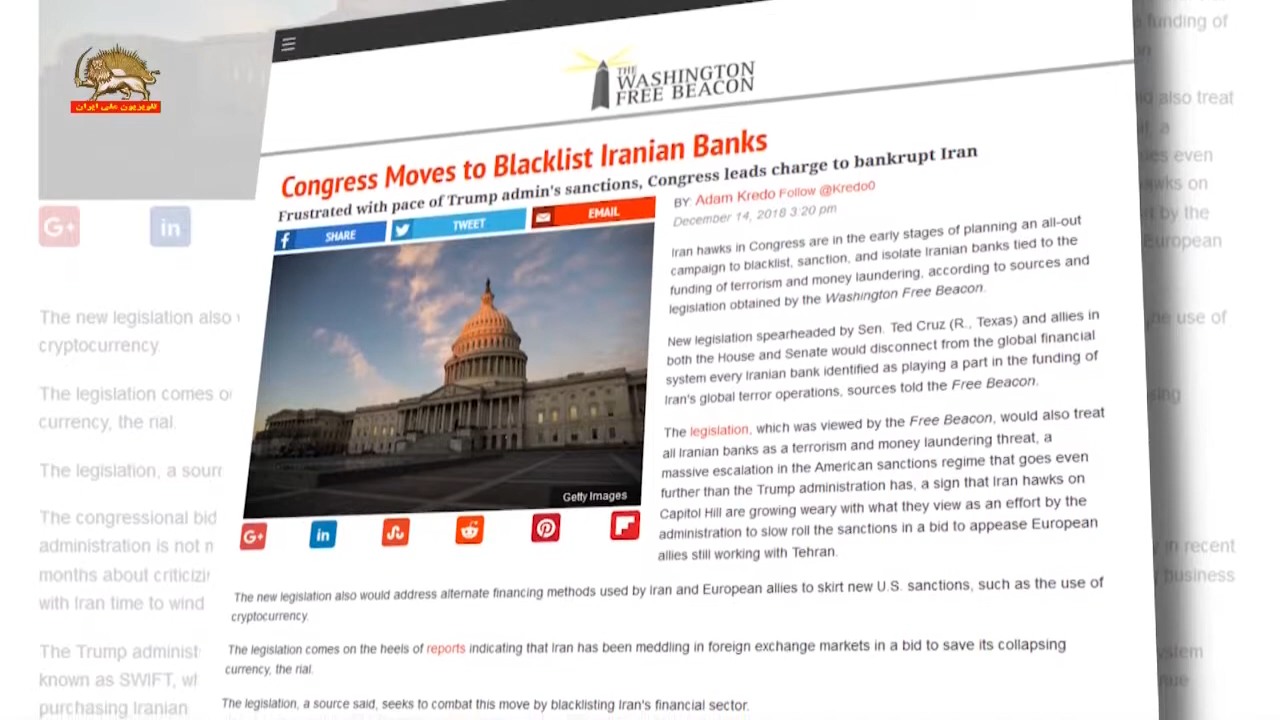 تلویزیون ملی ایران
THE
WASHINGTON
FREE BEACON
Congress Moves to Blacklist Iranian Banks
Frustrated with pace of Trump admin's sanctions, Congress leads charge to bankrupt Iran
SHARE
TWEET
EMAIL
BY: Adam Kredo Follow @Kredo0
December 14, 2018 3:20 pm
Iran hawks in Congress are in the early stages of planning an all-out
campaign to blacklist, sanction, and isolate Iranian banks tied to the
funding of terrorism and money laundering, according to sources and
legislation obtained by the Washington Free Beacon.
New legislation spearheaded by Sen. Ted Cruz (R., Texas) and allies in
both the House and Senate would disconnect from the global financial
system every Iranian bank identified as playing a part in the funding of
Iran's global terror operations, sources told the Free Beacon.
The legislation, which was viewed by the Free Beacon, would also treat
all Iranian banks as a terrorism and money laundering threat, a
massive escalation in the American sanctions regime that goes even
further than the Trump administration has, a sign that Iran hawks on
Capitol Hill are growing weary with what they view as an effort by the
administration to slow roll the sanctions in a bid to appease European
allies still working with Tehran.
Getty Images
G+
in
The new legislation also would address alternate financing methods used by Iran and European allies to skirt new U.S. sanctions, such as the use of
cryptocurrency.
The legislation comes on the heels of reports indicating that Iran has been meddling in foreign exchange markets in a bid to save its collapsing
currency, the rial.
The legislation, a source said, seeks to combat this move by blacklisting Iran's financial sector.
G+
in
The new legislation also
cryptocurrency.
The legislation comes
currency, the rial.
The legislation, a
The congressional bid
administration is not
months about
with Iran time to wind
The Trump
known as SWIFT,
purchasing Iranian
funding of
also treat
a
even
on
by the
European
use of
in recent
business